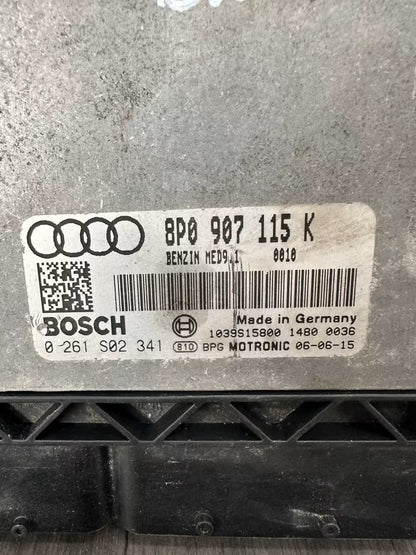 8P0 907 115 K
BENZIN MED9.1 0010
BOSCH
Made in Germany
1039S15800 1480 0036
0 261 S02 341 810 BPG MOTRONIC 06-06-15